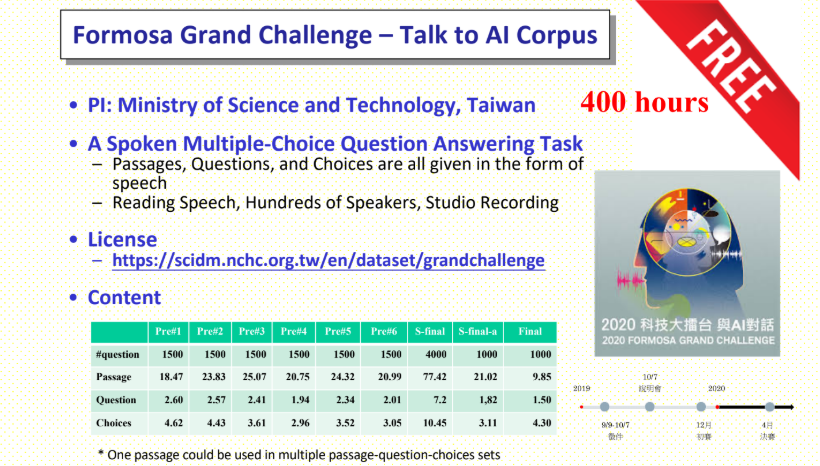 Formosa Grand Challenge – Talk to AI Corpus
FREE
• PI: Ministry of Science and Technology, Taiwan
400 hours
• A Spoken Multiple-Choice Question Answering Task
– Passages, Questions, and Choices are all given in the form of
speech
– Reading Speech, Hundreds of Speakers, Studio Recording
• License
– https://scidm.nchc.org.tw/en/dataset/grandchallenge
• Content
Pre#1 Pre#2 Pre#3 Pre#4 Pre#5 Pre#6 S-final S-final-a Final
#question 1500 1500 1500 1500 1500 1500 4000 1000 1000
Passage 18.47 23.83 25.07 20.75 24.32 20.99 77.42 21.02 9.85
Question 2.60 2.57 2.41 1.94 2.34 2.01 7.2 1,82 1.50
Choices 4.62 4.43 3.61 2.96 3.52 3.05 10.45 3.11 4.30
* One passage could be used in multiple passage-question-choices sets
2020 科技大擂台 與AI對話
2020 FORMOSA GRAND CHALLENGE
10/7
2019 說明會 2020
9/9-10/7 12月 4月
徵件 初賽 決賽